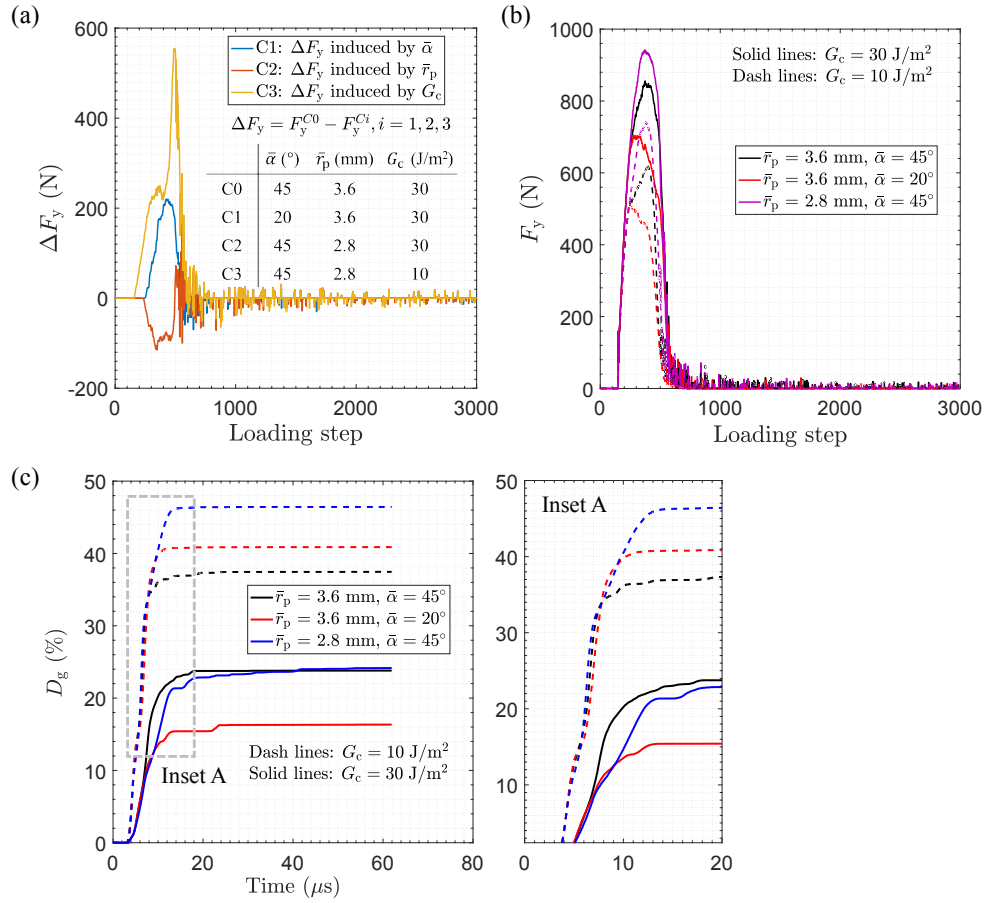 (a)
600
400
200
0
-200
0 1000 2000 3000
ΔF_y (N)
Loading step
C1: ΔF_y induced by ᾱ
C2: ΔF_y induced by r̄_p
C3: ΔF_y induced by G_c
ΔF_y = F_y^{C0} − F_y^{Ci}, i = 1, 2, 3
ᾱ (°) r̄_p (mm) G_c (J/m²)
C0 45 3.6 30
C1 20 3.6 30
C2 45 2.8 30
C3 45 2.8 10
(b)
1000
800
600
400
200
0
0 1000 2000 3000
F_y (N)
Loading step
Solid lines: G_c = 30 J/m²
Dash lines: G_c = 10 J/m²
r̄_p = 3.6 mm, ᾱ = 45°
r̄_p = 3.6 mm, ᾱ = 20°
r̄_p = 2.8 mm, ᾱ = 45°
(c)
50
40
30
20
10
0
0 20 40 60 80
D_g (%)
Time (μs)
r̄_p = 3.6 mm, ᾱ = 45°
r̄_p = 3.6 mm, ᾱ = 20°
r̄_p = 2.8 mm, ᾱ = 45°
Dash lines: G_c = 10 J/m²
Solid lines: G_c = 30 J/m²
Inset A
Inset A
50
40
30
20
10
0 10 20